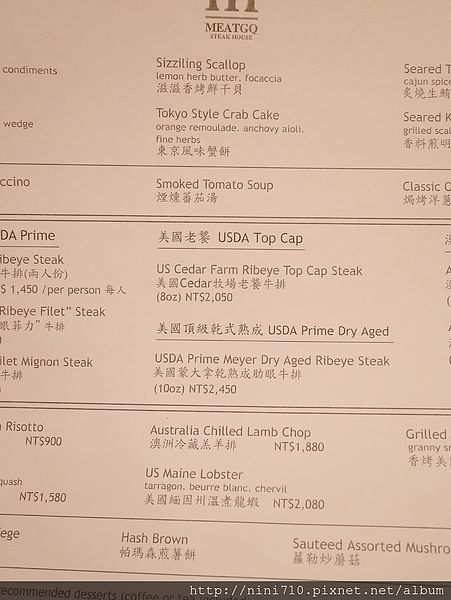 MEATGQ
STEAK HOUSE
condiments
Sizziling Scallop
lemon herb butter. focaccia
滋滋香烤鮮干貝
Seared T
cajun spice
炙燒生鮪
wedge
Tokyo Style Crab Cake
orange remoulade, anchovy aioli,
fine herbs
東京風味蟹餅
Seared K
grilled scal
香料煎明
ccino
Smoked Tomato Soup
煙燻蕃茄湯
Classic O
焗烤洋蔥
DA Prime
美國老饕 USDA Top Cap
ibeye Steak
牛排(兩人份)
$ 1,450 /per person 每人
US Cedar Farm Ribeye Top Cap Steak
美國Cedar牧場老饕牛排
(8oz) NT$2,050
Ribeye Filet" Steak
眼菲力"牛排
美國頂級乾式熟成 USDA Prime Dry Aged
ilet Mignon Steak
牛排
USDA Prime Meyer Dry Aged Ribeye Steak
美國蒙大拿乾熟成肋眼牛排
(10oz) NT$2,450
Risotto
NT$900
Australia Chilled Lamb Chop
澳洲冷藏羔羊排 NT$1,880
Grilled
granny s
香烤美
quash
NT$1,580
US Maine Lobster
tarragon. beurre blanc. chervil
美國緬因州溫煮龍蝦 NT$2,080
ege
Hash Brown
帕瑪森煎薯餅
Sauteed Assorted Mushro
蘿勒炒蘑菇
recommended desserts (coffee or tea
http://nini710.pixnet.net/album